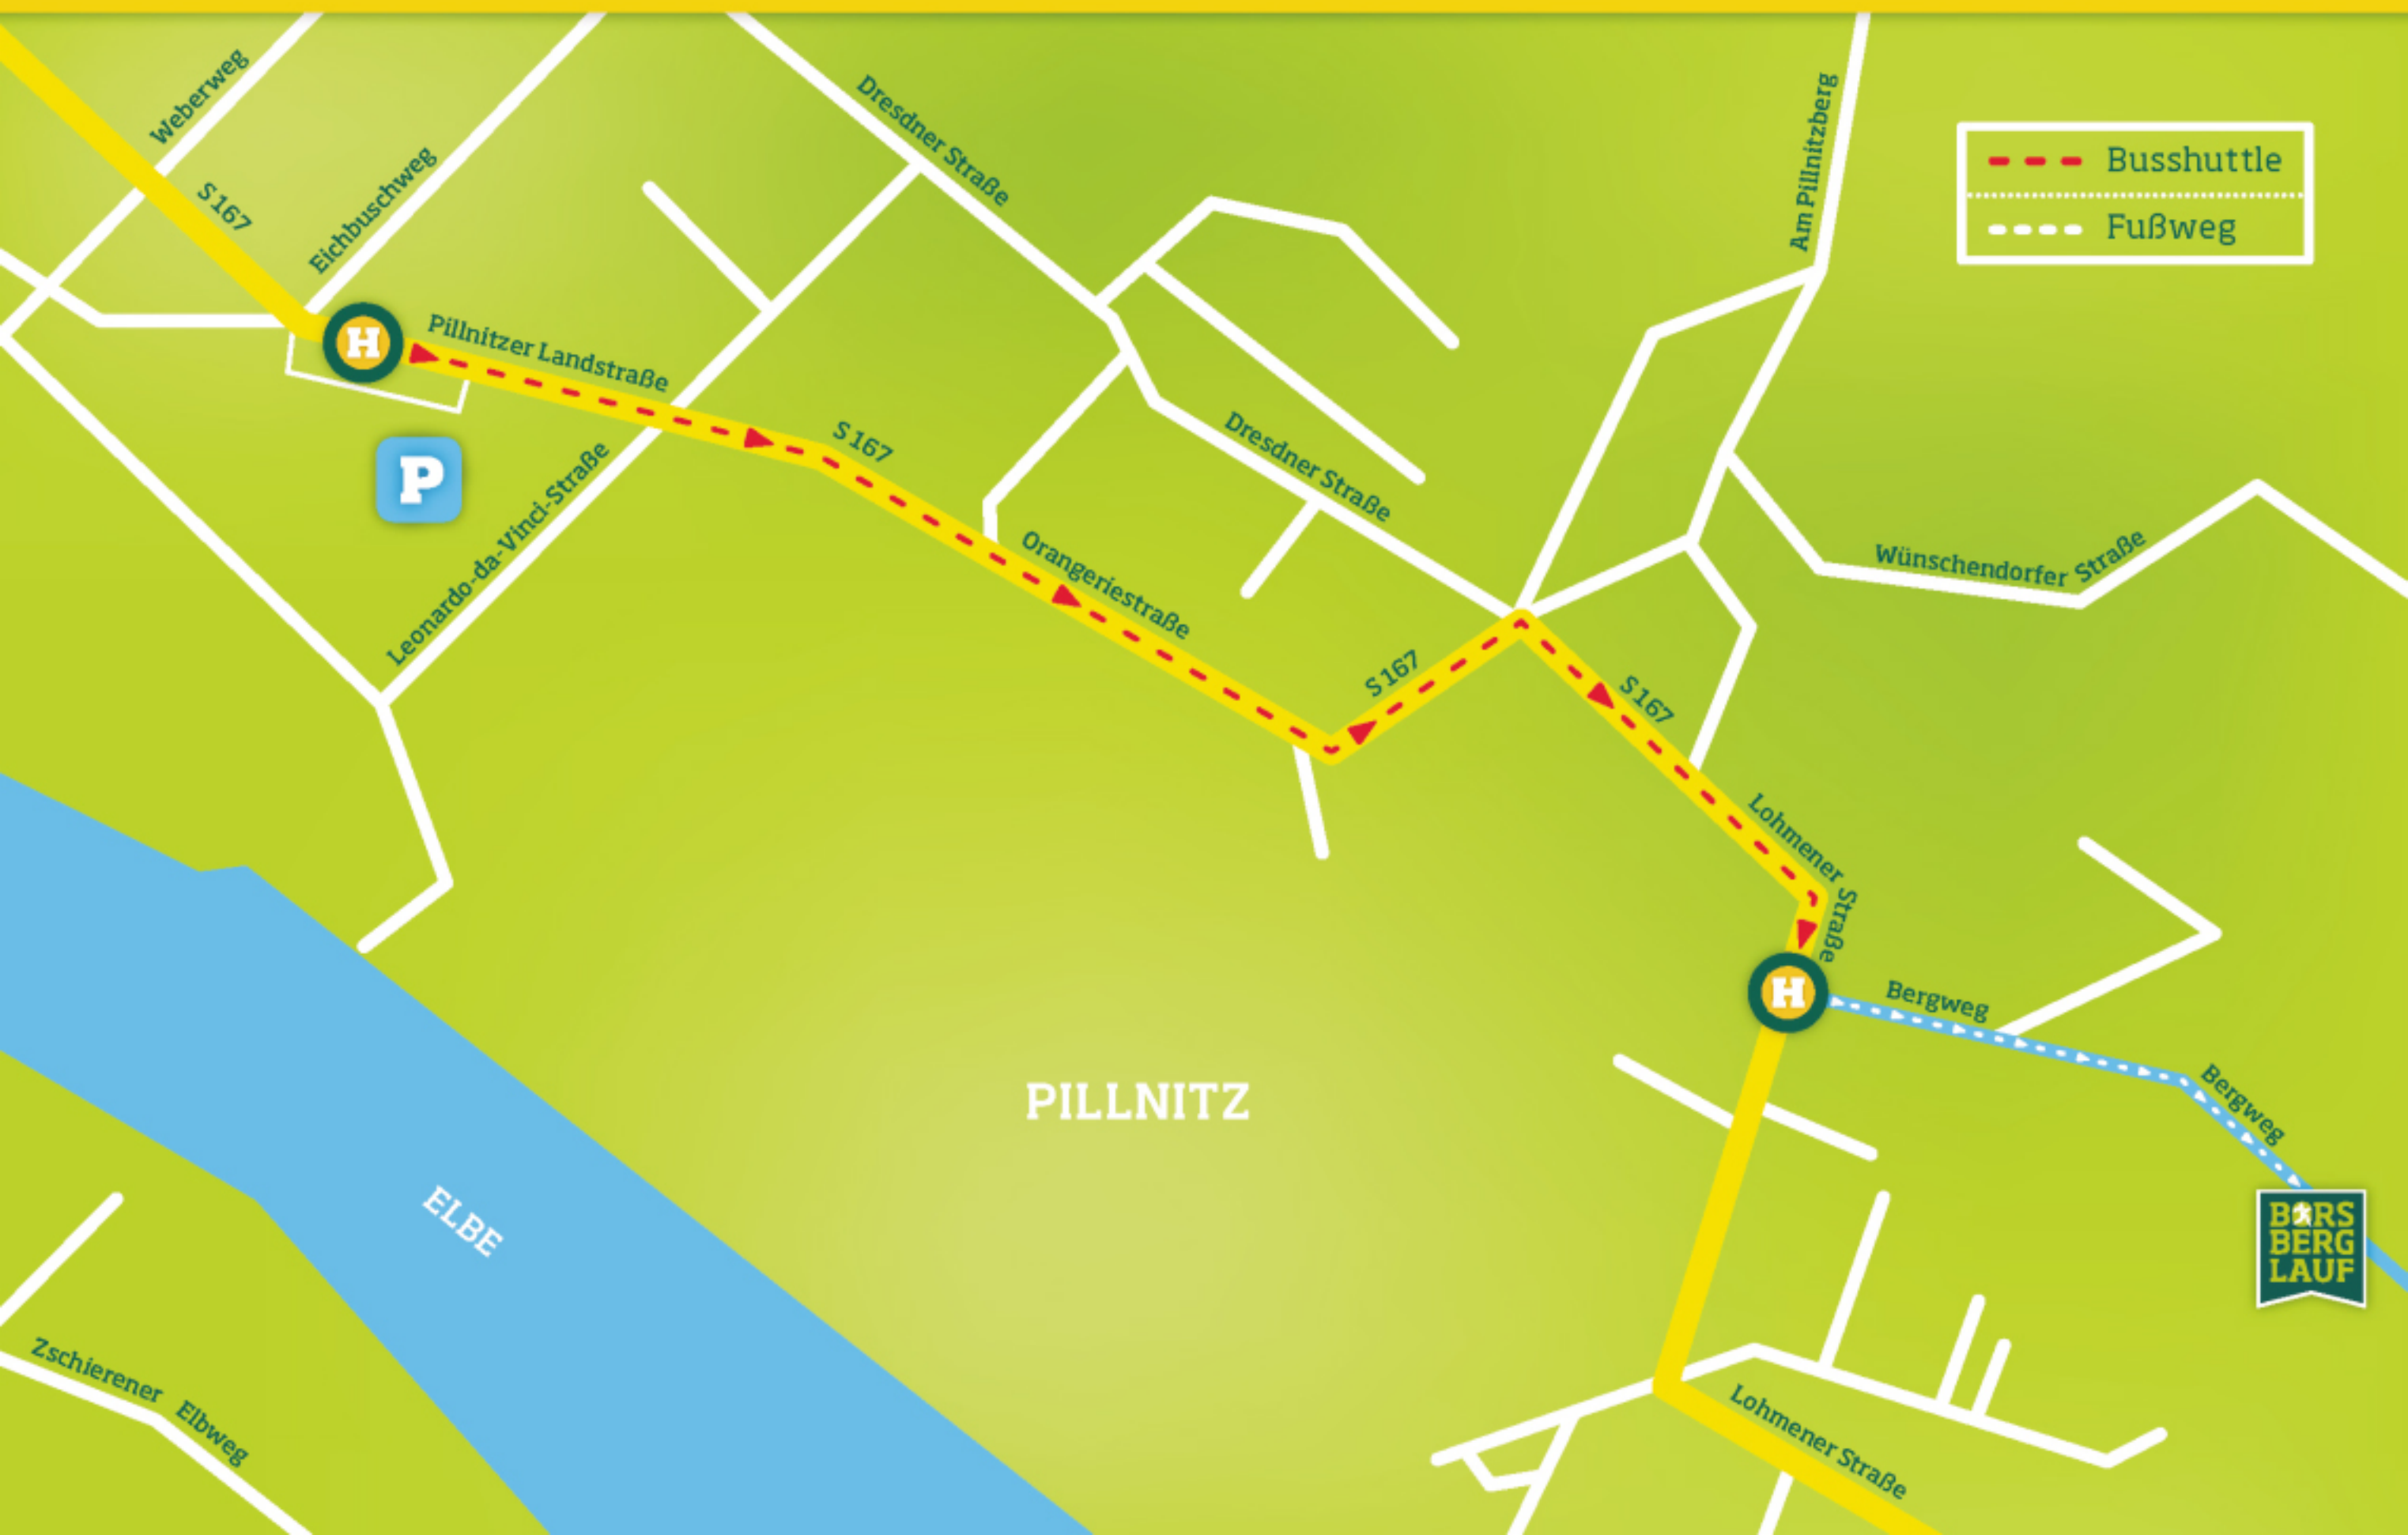 Weberweg
S 167
Eichbuschweg
Dresdner Straße
Am Pillnitzberg
Busshuttle
Fußweg
H
Pillnitzer Landstraße
P
S 167
Leonardo-da-Vinci-Straße
Dresdner Straße
Orangeriestraße
Wünschendorfer Straße
S 167
S 167
Lohmener Straße
H
Bergweg
Bergweg
PILLNITZ
ELBE
BORS
BERG
LAUF
Zschierener Elbweg
Lohmener Straße